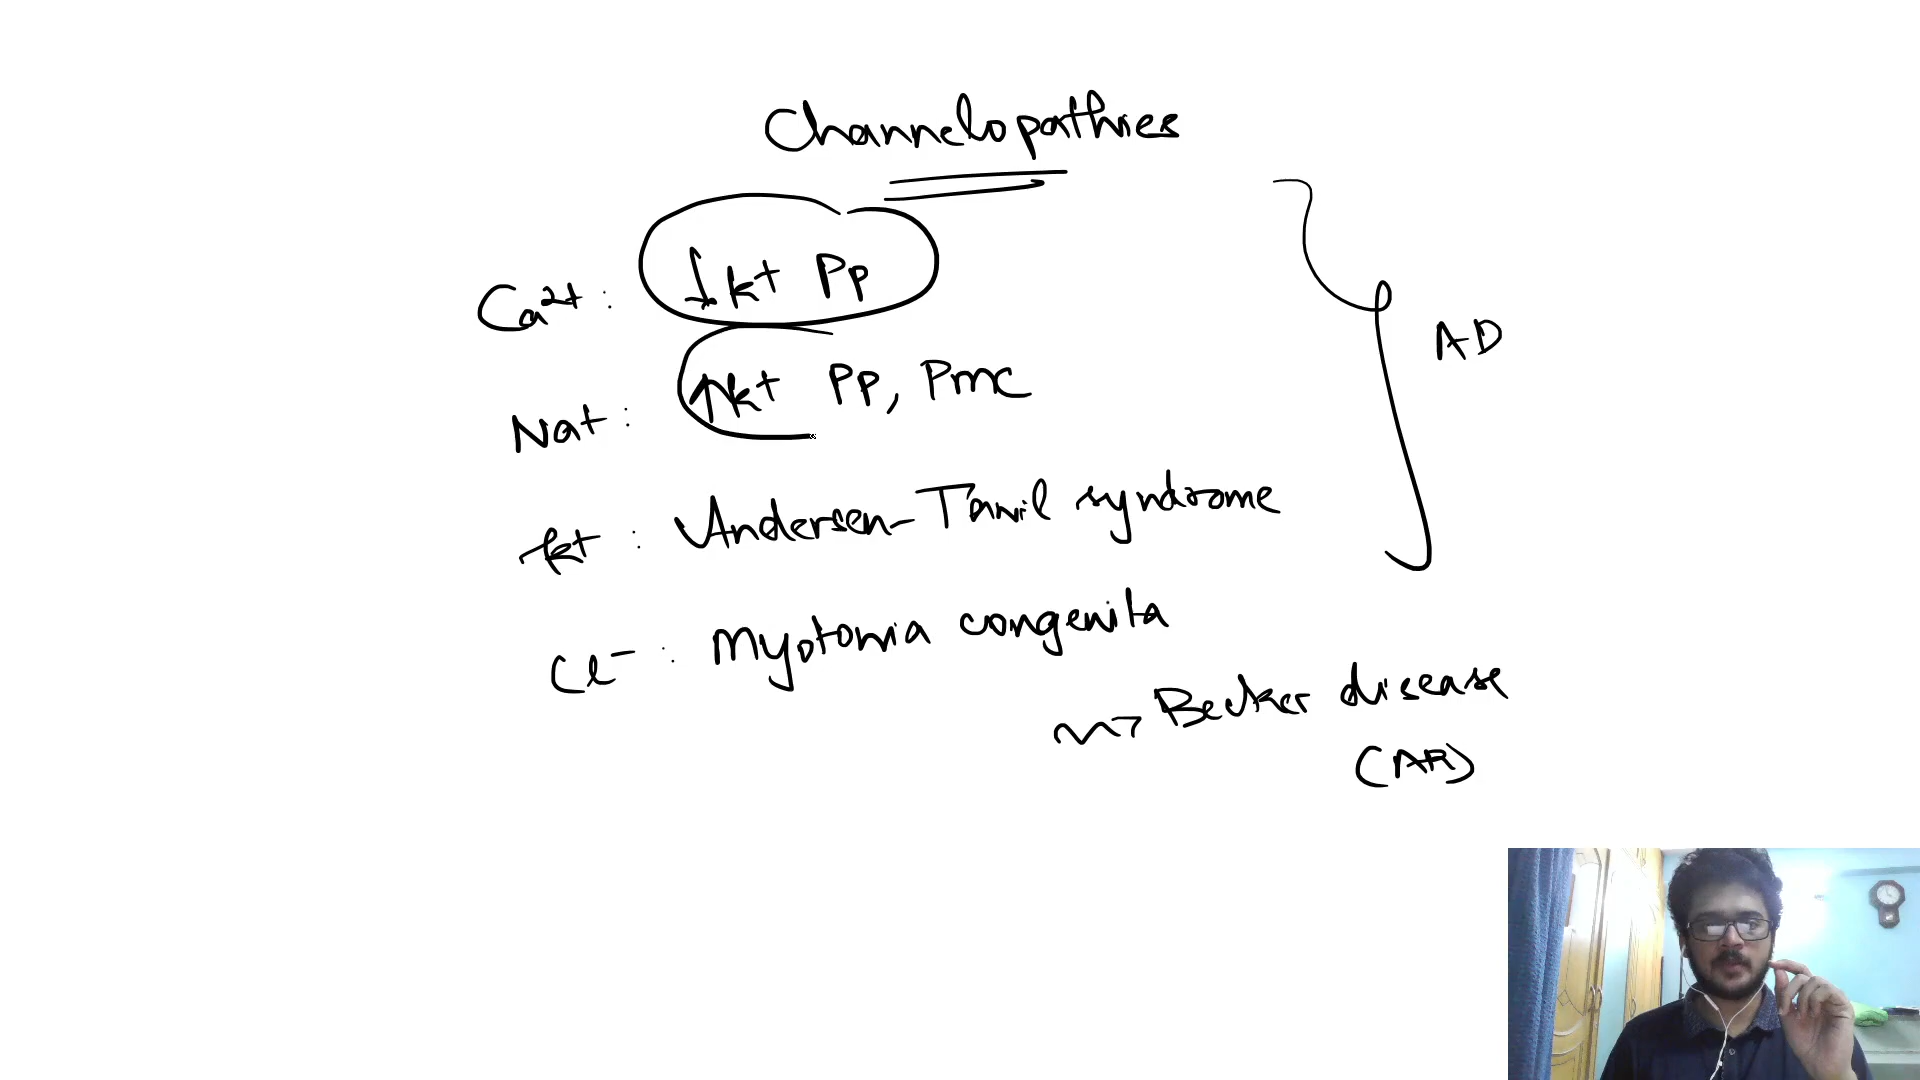 Channelopathies
Ca2+ : ↓k+ PP
Na+ : ↑k+ PP, PMC
AD
k+ : Andersen-Tawil syndrome
Cl- : Myotonia congenita
→ Becker disease
(AR)